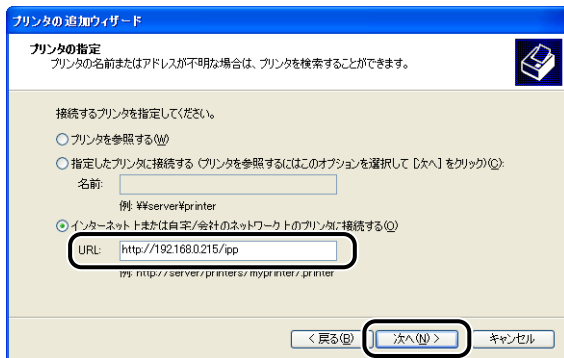 プリンタの追加ウィザード
プリンタの指定
プリンタの名前またはアドレスが不明な場合は、プリンタを検索することができます。
接続するプリンタを指定してください。
プリンタを参照する(W)
指定したプリンタに接続する (プリンタを参照するにはこのオプションを選択して [次へ] をクリック)(C):
名前:
例: ¥¥server¥printer
インターネット上または自宅/会社のネットワーク上のプリンタに接続する(O)
URL: http://192.168.0.215/ipp
例: http://server/printers/myprinter/.printer
< 戻る(B) 次へ(N) > キャンセル